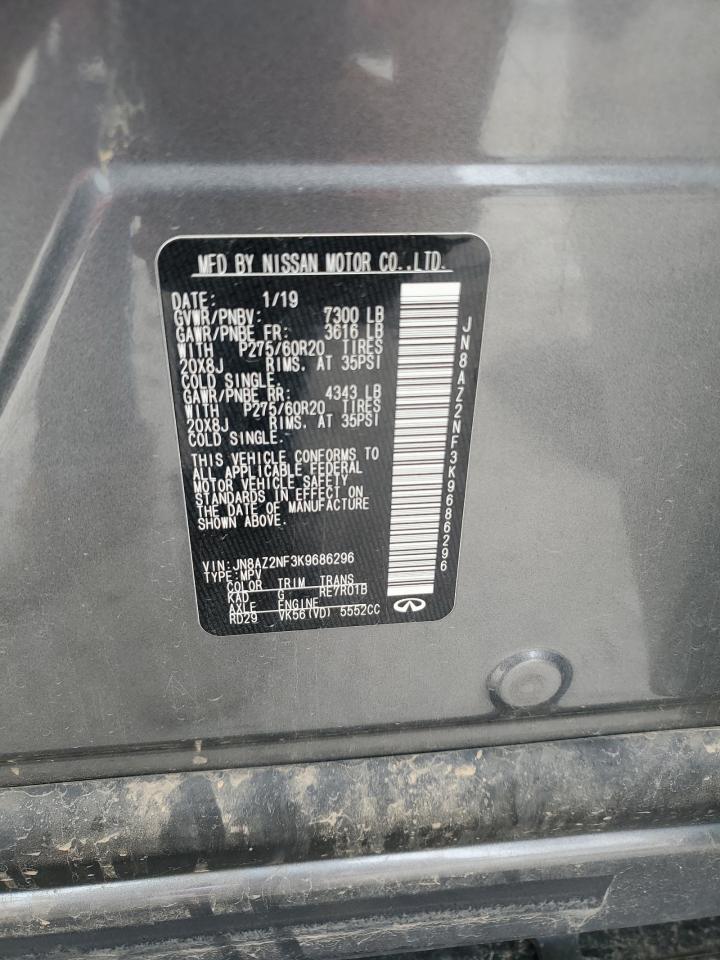 MFD BY NISSAN MOTOR CO.,LTD.
DATE: 1/19
GVWR/PNBV: 7300 LB
GAWR/PNBE FR: 3616 LB
WITH P275/60R20 TIRES
20X8J RIMS. AT 35PSI
COLD SINGLE.
GAWR/PNBE RR: 4343 LB
WITH P275/60R20 TIRES
20X8J RIMS. AT 35PSI
COLD SINGLE.
THIS VEHICLE CONFORMS TO
ALL APPLICABLE FEDERAL
MOTOR VEHICLE SAFETY
STANDARDS IN EFFECT ON
THE DATE OF MANUFACTURE
SHOWN ABOVE.
VIN:JN8AZ2NF3K9686296
TYPE:MPV
COLOR TRIM TRANS
KAD G RE7R01B
AXLE ENGINE
RD29 VK56(VD) 5552CC
JN8AZ2NF3K9686296